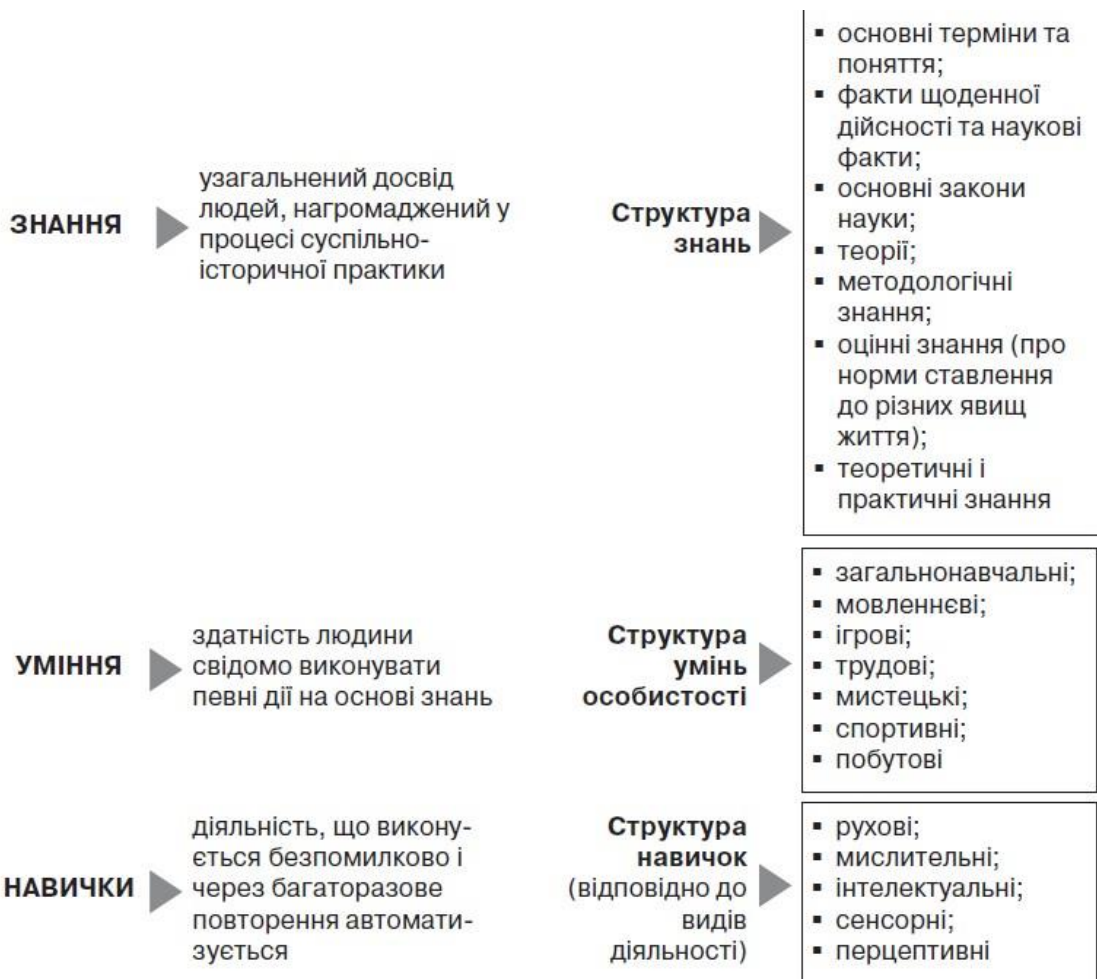 ЗНАННЯ
узагальнений досвід
людей, нагромаджений у
процесі суспільно-
історичної практики
Структура
знань
▪ основні терміни та
поняття;
▪ факти щоденної
дійсності та наукові
факти;
▪ основні закони
науки;
▪ теорії;
▪ методологічні
знання;
▪ оцінні знання (про
норми ставлення
до різних явищ
життя);
▪ теоретичні і
практичні знання
УМІННЯ
здатність людини
свідомо виконувати
певні дії на основі знань
Структура
умінь
особистості
▪ загальнонавчальні;
▪ мовленнєві;
▪ ігрові;
▪ трудові;
▪ мистецькі;
▪ спортивні;
▪ побутові
НАВИЧКИ
діяльність, що викону-
ється безпомилково і
через багаторазове
повторення автомати-
зується
Структура
навичок
(відповідно до
видів
діяльності)
▪ рухові;
▪ мислительні;
▪ інтелектуальні;
▪ сенсорні;
▪ перцептивні